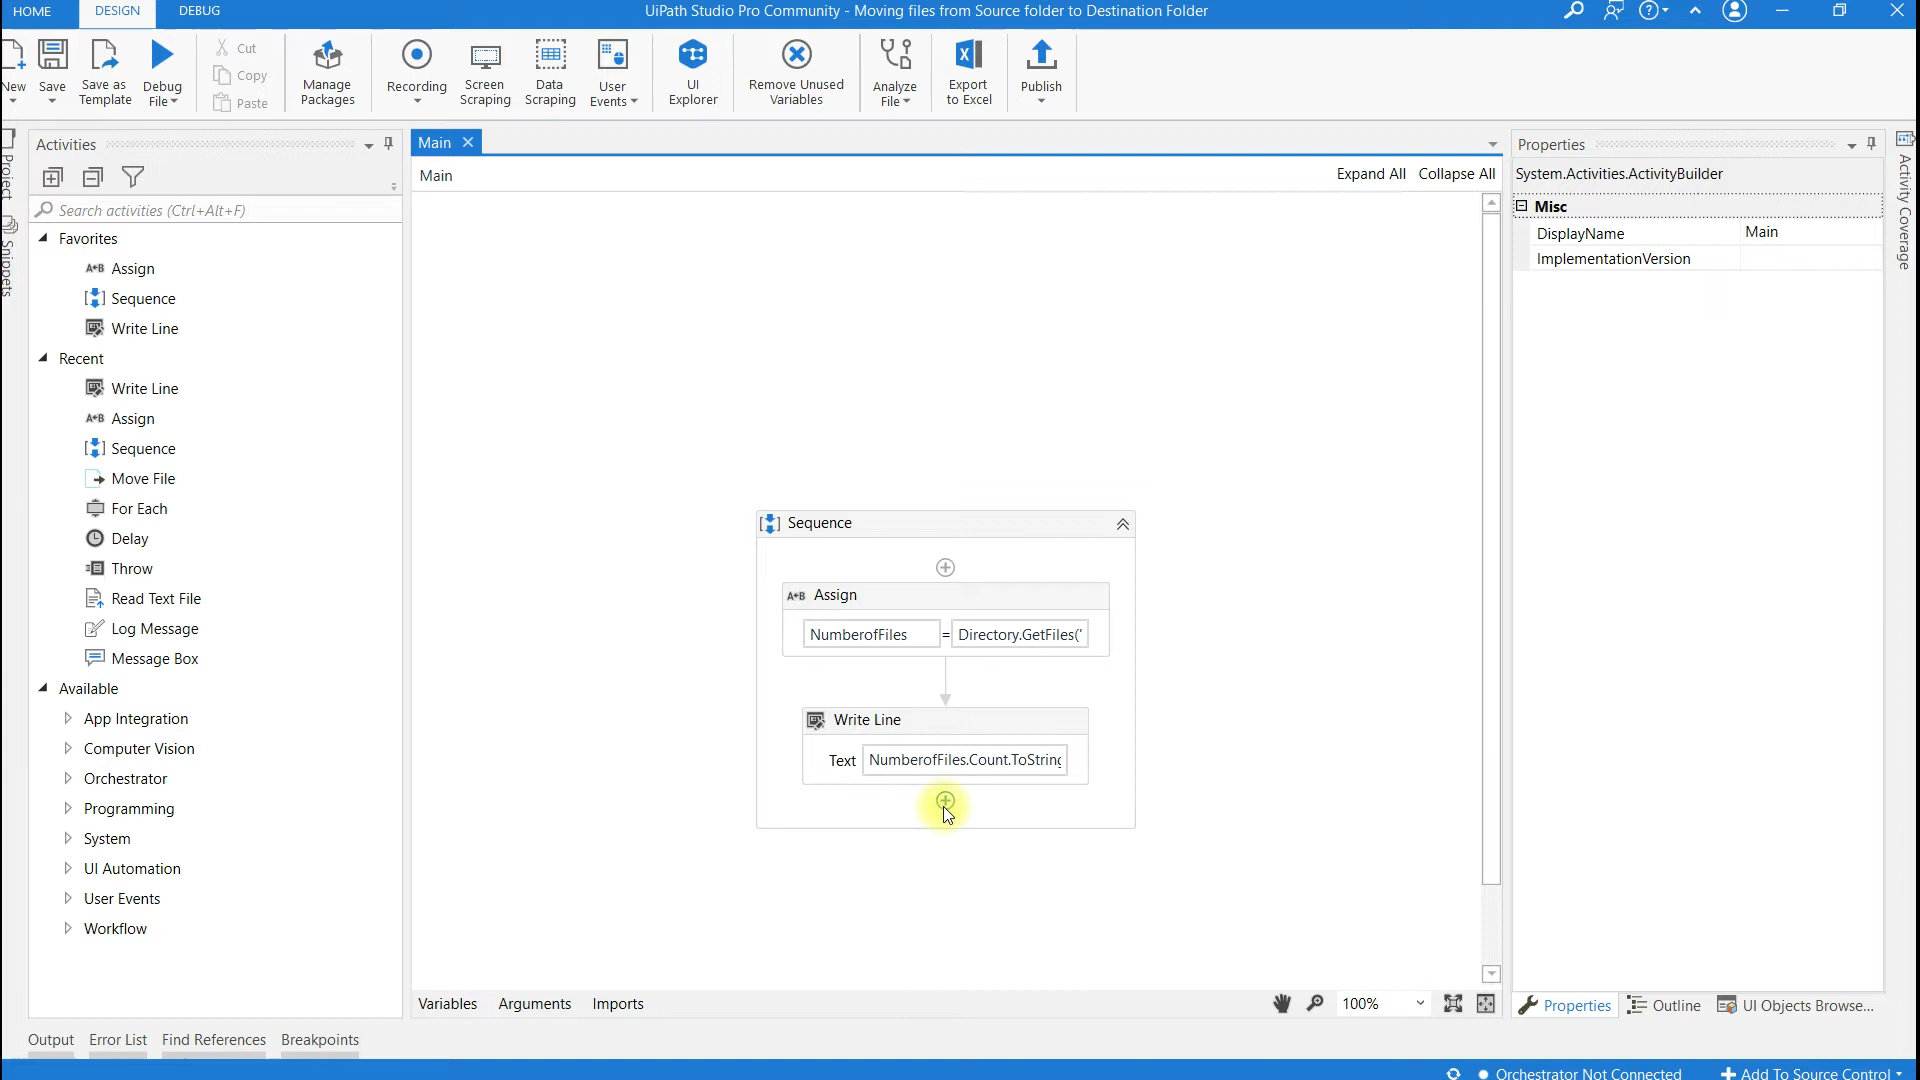 HOME DESIGN DEBUG UiPath Studio Pro Community - Moving files from Source folder to Destination Folder
New Save Save as Template Debug File Cut Copy Paste Manage Packages Recording Screen Scraping Data Scraping User Events UI Explorer Remove Unused Variables Analyze File Export to Excel Publish
Project
Snippets
Activities
Search activities (Ctrl+Alt+F)
Favorites
Assign
Sequence
Write Line
Recent
Write Line
Assign
Sequence
Move File
For Each
Delay
Throw
Read Text File
Log Message
Message Box
Available
App Integration
Computer Vision
Orchestrator
Programming
System
UI Automation
User Events
Workflow
Main
Main Expand All Collapse All
Sequence
A+B Assign
NumberofFiles = Directory.GetFiles("
Write Line
Text NumberofFiles.Count.ToString
Variables Arguments Imports 100%
Properties
System.Activities.ActivityBuilder
Misc
DisplayName Main
ImplementationVersion
Activity Coverage
Properties Outline UI Objects Browse...
Output Error List Find References Breakpoints
Orchestrator Not Connected Add To Source Control